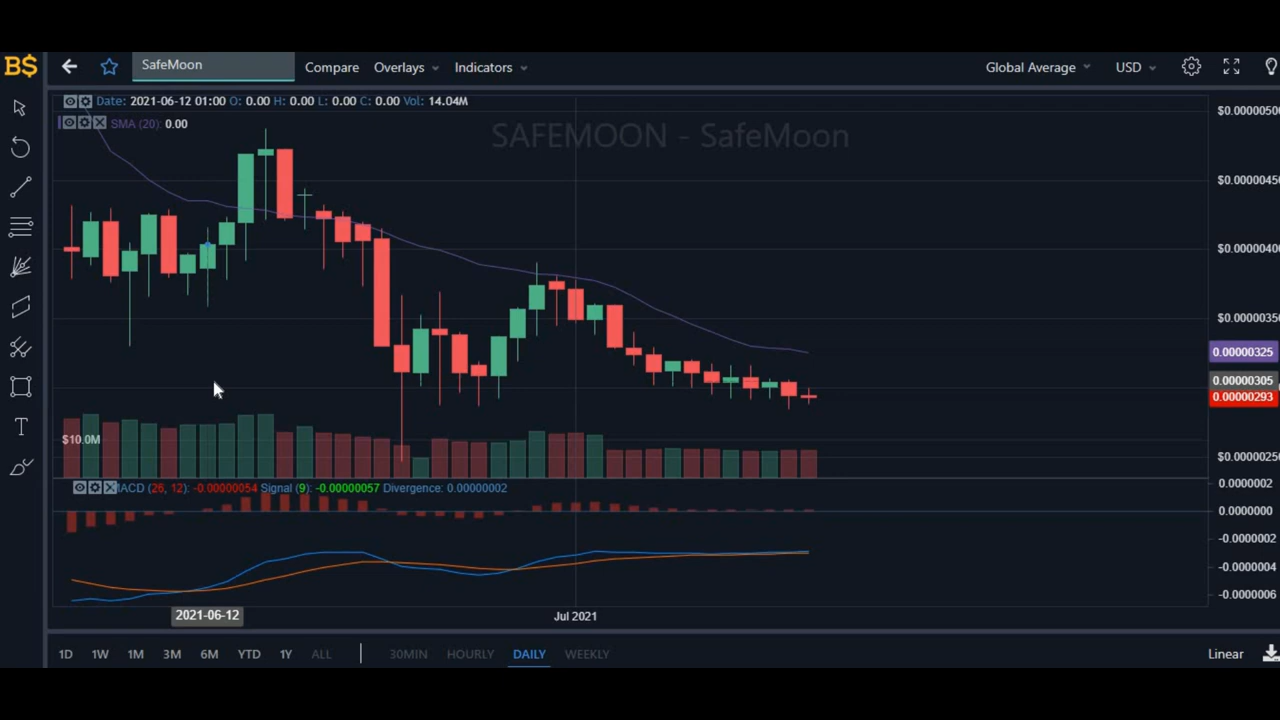 B$ SafeMoon Compare Overlays Indicators Global Average USD
Date: 2021-06-12 01:00 O: 0.00 H: 0.00 L: 0.00 C: 0.00 Vol: 14.04M
SMA (20): 0.00
SAFEMOON - SafeMoon
$0.00000500
$0.00000450
$0.00000400
$0.00000350
0.00000325
0.00000305
0.00000293
$10.0M
$0.00000250
MACD (26, 12): -0.00000054 Signal (9): -0.00000057 Divergence: 0.00000002
0.0000002
0.0000000
-0.0000002
-0.0000004
-0.0000006
2021-06-12
Jul 2021
T
1D 1W 1M 3M 6M YTD 1Y ALL 30MIN HOURLY DAILY WEEKLY Linear